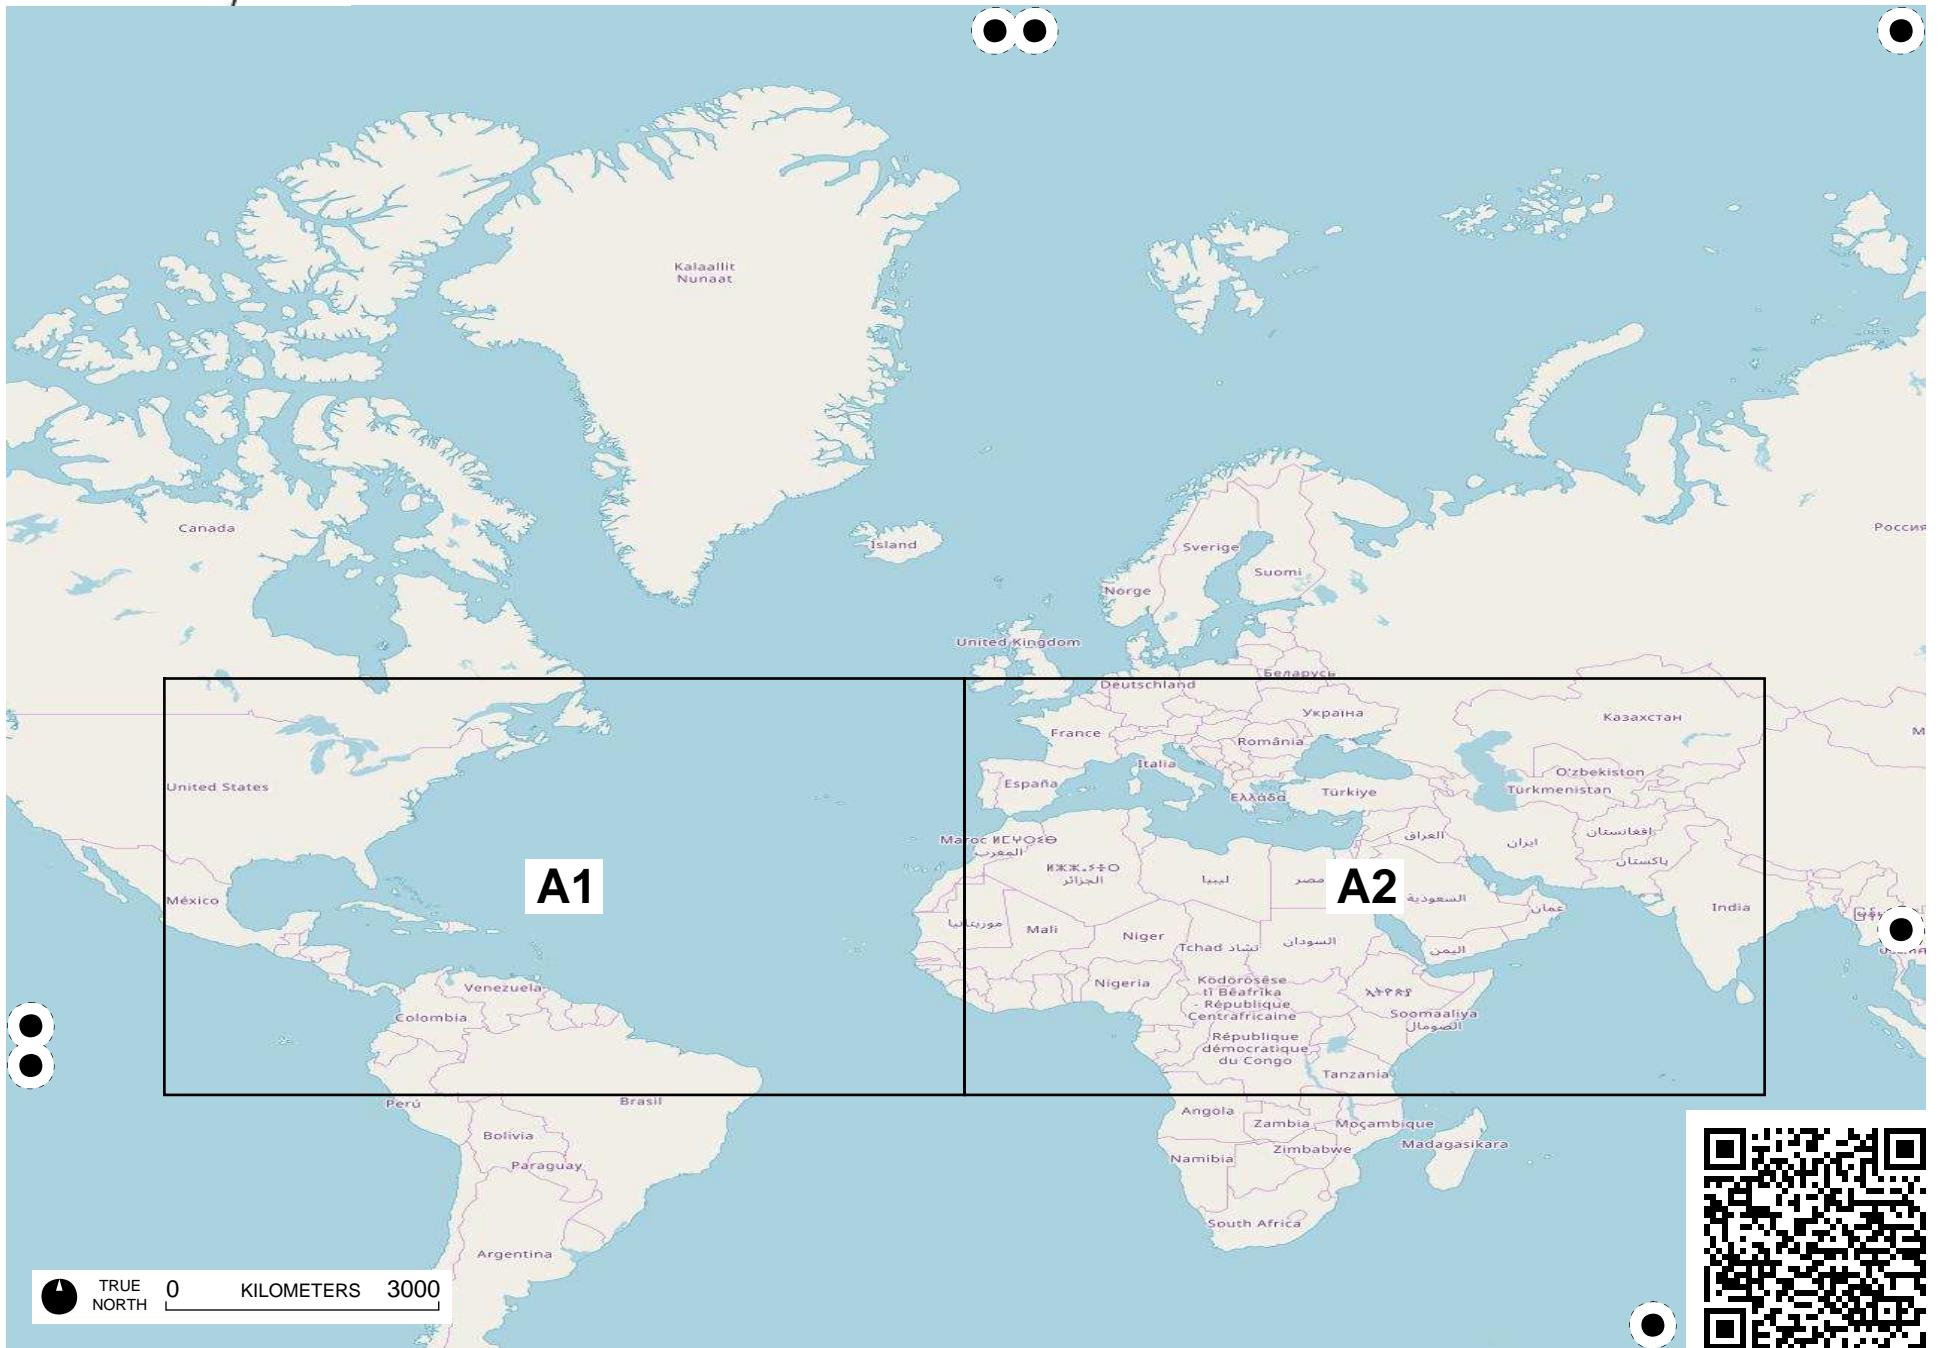 Kalaallit
Nunaat
Canada
Россия
Ísland
Sverige
Suomi
Norge
United Kingdom
Беларусь
Deutschland
Україна
Казахстан
France
România
Italia
O'zbekiston
España
Ελλάδα
Türkiye
Türkmenistan
United States
Maroc ⵍⵎⵖⵔⵉⴱ
المغرب
العراق
ایران
افغانستان
پاکستان
الجزائر
ليبيا
مصر
السعودية
A1
A2
México
عمان
India
موريتانيا
Mali
Niger
Tchad تشاد
السودان
اليمن
Venezuela
Nigeria
Ködörösêse
tî Bêafrîka
- République
Centrafricaine
Colombia
Soomaaliya
الصومال
République
démocratique
du Congo
Tanzania
Perú
Brasil
Angola
Zambia
Moçambique
Bolivia
Zimbabwe
Madagasikara
Paraguay
Namibia
South Africa
Argentina
TRUE
NORTH
0 KILOMETERS 3000